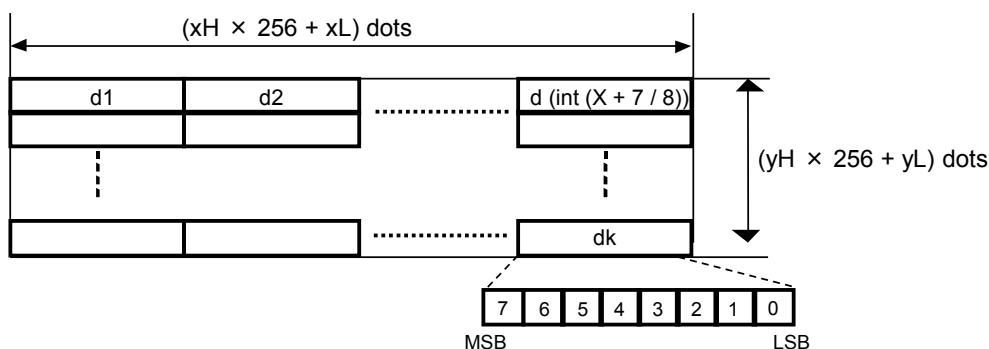 (xH × 256 + xL) dots
d1 d2 d (int (X + 7 / 8))
(yH × 256 + yL) dots
dk
7 6 5 4 3 2 1 0
MSB LSB